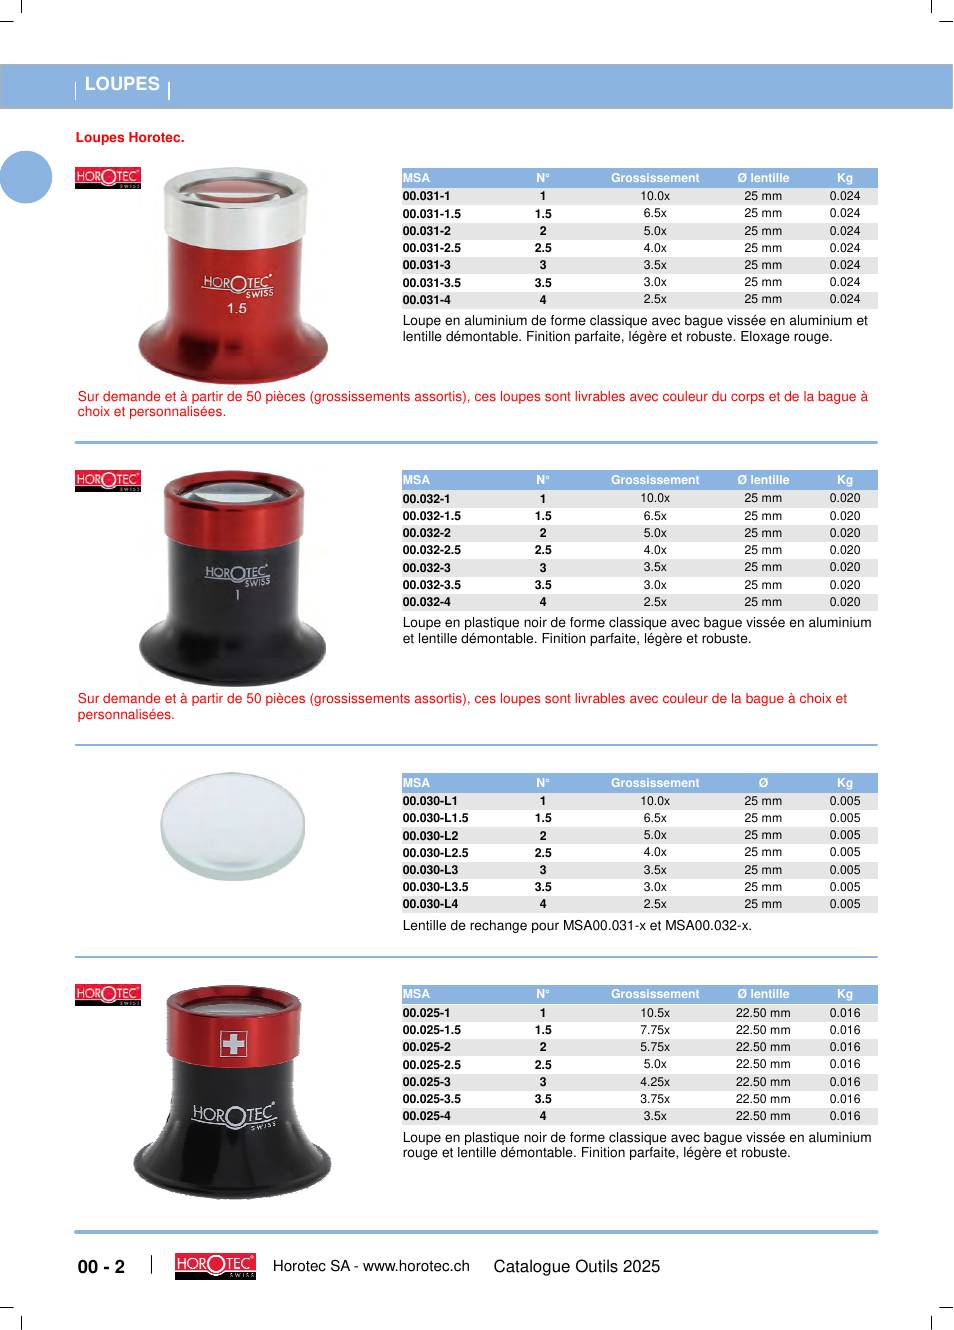 LOUPES
Loupes Horotec.
HOROTEC®
SWISS
HOROTEC®
SWISS
1.5
MSA N° Grossissement Ø lentille Kg
00.031-1 1 10.0x 25 mm 0.024
00.031-1.5 1.5 6.5x 25 mm 0.024
00.031-2 2 5.0x 25 mm 0.024
00.031-2.5 2.5 4.0x 25 mm 0.024
00.031-3 3 3.5x 25 mm 0.024
00.031-3.5 3.5 3.0x 25 mm 0.024
00.031-4 4 2.5x 25 mm 0.024
Loupe en aluminium de forme classique avec bague vissée en aluminium et
lentille démontable. Finition parfaite, légère et robuste. Eloxage rouge.
Sur demande et à partir de 50 pièces (grossissements assortis), ces loupes sont livrables avec couleur du corps et de la bague à
choix et personnalisées.
HOROTEC®
SWISS
HOROTEC®
SWISS
1
MSA N° Grossissement Ø lentille Kg
00.032-1 1 10.0x 25 mm 0.020
00.032-1.5 1.5 6.5x 25 mm 0.020
00.032-2 2 5.0x 25 mm 0.020
00.032-2.5 2.5 4.0x 25 mm 0.020
00.032-3 3 3.5x 25 mm 0.020
00.032-3.5 3.5 3.0x 25 mm 0.020
00.032-4 4 2.5x 25 mm 0.020
Loupe en plastique noir de forme classique avec bague vissée en aluminium
et lentille démontable. Finition parfaite, légère et robuste.
Sur demande et à partir de 50 pièces (grossissements assortis), ces loupes sont livrables avec couleur de la bague à choix et
personnalisées.
MSA N° Grossissement Ø Kg
00.030-L1 1 10.0x 25 mm 0.005
00.030-L1.5 1.5 6.5x 25 mm 0.005
00.030-L2 2 5.0x 25 mm 0.005
00.030-L2.5 2.5 4.0x 25 mm 0.005
00.030-L3 3 3.5x 25 mm 0.005
00.030-L3.5 3.5 3.0x 25 mm 0.005
00.030-L4 4 2.5x 25 mm 0.005
Lentille de rechange pour MSA00.031-x et MSA00.032-x.
HOROTEC®
SWISS
HOROTEC®
SWISS
MSA N° Grossissement Ø lentille Kg
00.025-1 1 10.5x 22.50 mm 0.016
00.025-1.5 1.5 7.75x 22.50 mm 0.016
00.025-2 2 5.75x 22.50 mm 0.016
00.025-2.5 2.5 5.0x 22.50 mm 0.016
00.025-3 3 4.25x 22.50 mm 0.016
00.025-3.5 3.5 3.75x 22.50 mm 0.016
00.025-4 4 3.5x 22.50 mm 0.016
Loupe en plastique noir de forme classique avec bague vissée en aluminium
rouge et lentille démontable. Finition parfaite, légère et robuste.
00 - 2 HOROTEC® SWISS Horotec SA - www.horotec.ch Catalogue Outils 2025